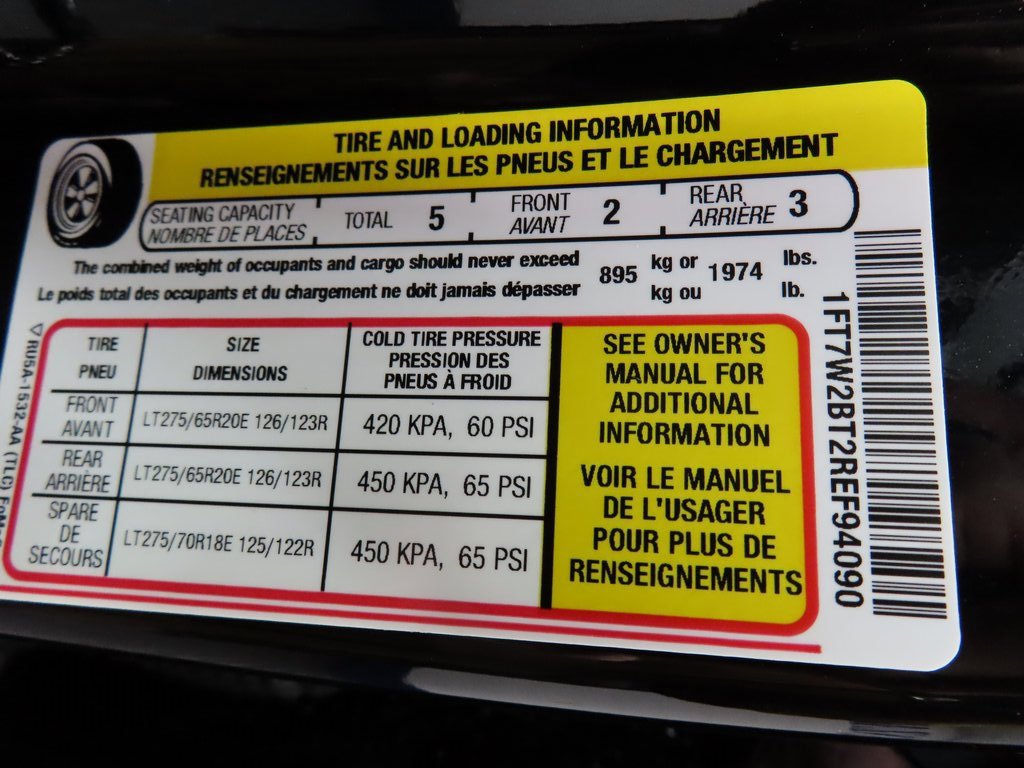 TIRE AND LOADING INFORMATION
RENSEIGNEMENTS SUR LES PNEUS ET LE CHARGEMENT
SEATING CAPACITY TOTAL 5 FRONT 2 REAR 3
NOMBRE DE PLACES AVANT ARRIÈRE
The combined weight of occupants and cargo should never exceed 895 kg or 1974 lbs.
Le poids total des occupants et du chargement ne doit jamais dépasser kg ou lb.
TIRE SIZE COLD TIRE PRESSURE
PNEU DIMENSIONS PRESSION DES
PNEUS À FROID
FRONT
AVANT LT275/65R20E 126/123R 420 KPA, 60 PSI
REAR
ARRIÈRE LT275/65R20E 126/123R 450 KPA, 65 PSI
SPARE
DE
SECOURS LT275/70R18E 125/122R 450 KPA, 65 PSI
SEE OWNER'S
MANUAL FOR
ADDITIONAL
INFORMATION
VOIR LE MANUEL
DE L'USAGER
POUR PLUS DE
RENSEIGNEMENTS
1FT7W2BT2REF94090
RU5A-1532-AA (TLC)